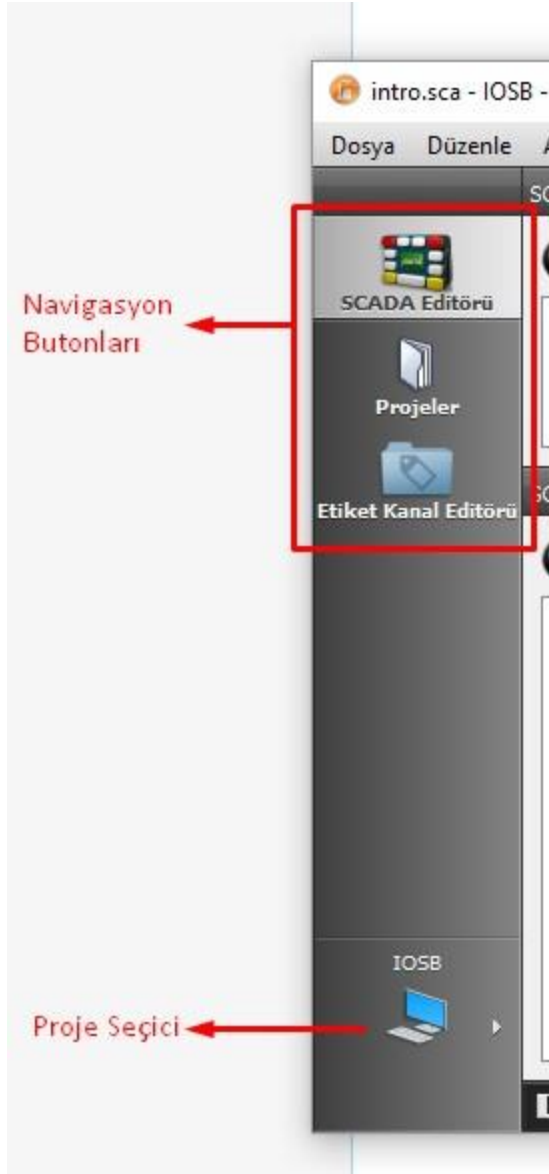 intro.sca - IOSB -
Dosya Düzenle
SCADA Editörü
Navigasyon
Butonları
Projeler
Etiket Kanal Editörü
IOSB
Proje Seçici